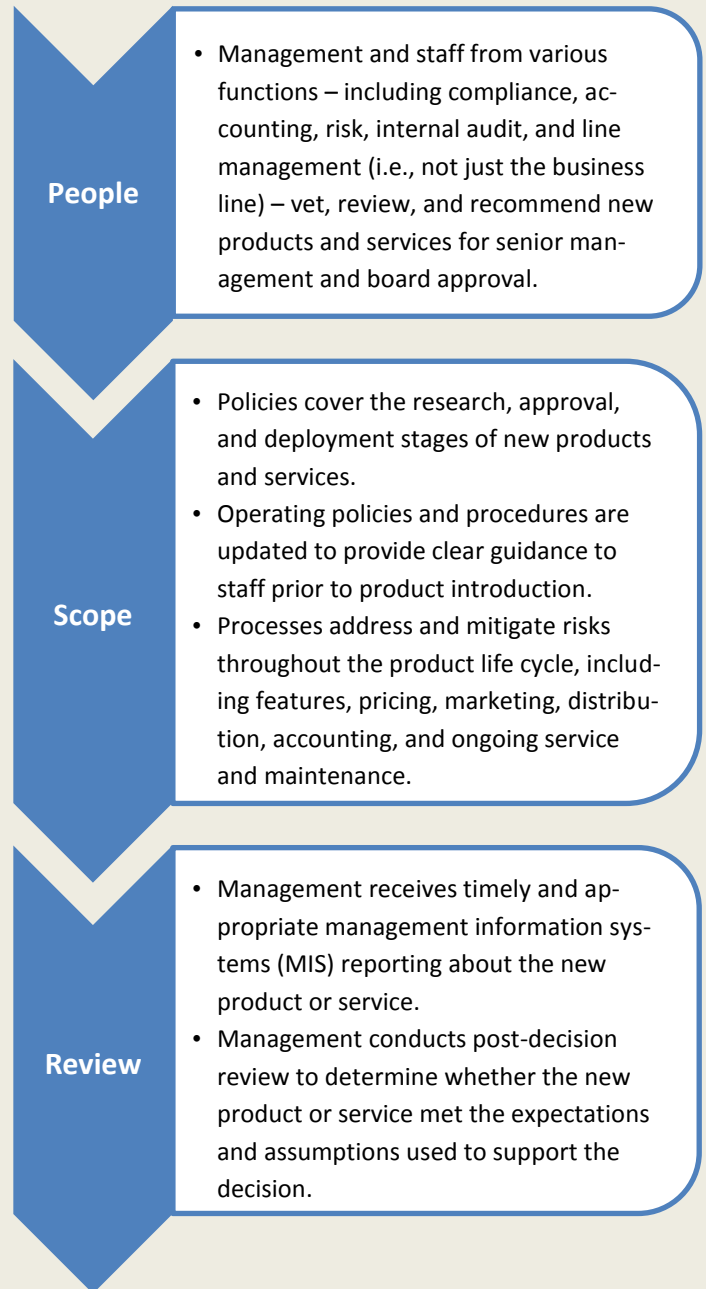 People
• Management and staff from various
functions – including compliance, ac-
counting, risk, internal audit, and line
management (i.e., not just the business
line) – vet, review, and recommend new
products and services for senior man-
agement and board approval.
Scope
• Policies cover the research, approval,
and deployment stages of new products
and services.
• Operating policies and procedures are
updated to provide clear guidance to
staff prior to product introduction.
• Processes address and mitigate risks
throughout the product life cycle, includ-
ing features, pricing, marketing, distribu-
tion, accounting, and ongoing service
and maintenance.
Review
• Management receives timely and ap-
propriate management information sys-
tems (MIS) reporting about the new
product or service.
• Management conducts post-decision
review to determine whether the new
product or service met the expectations
and assumptions used to support the
decision.